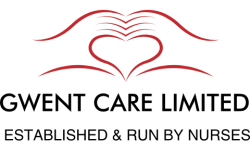 GWENT CARE LIMITED
ESTABLISHED & RUN BY NURSES